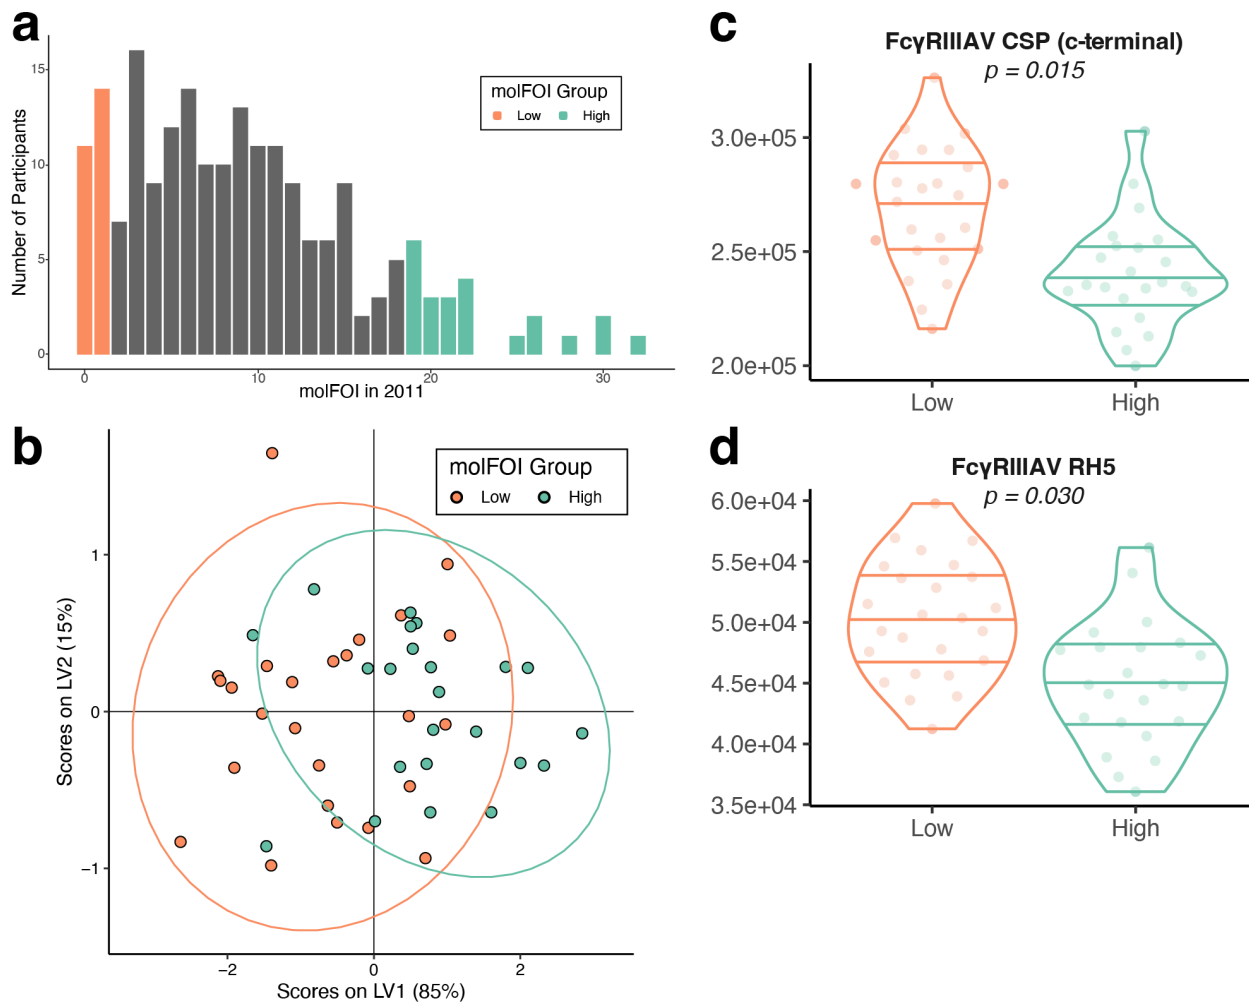 a
Number of Participants
15
10
5
0
molFOI Group
Low High
0 10 20 30
molFOI in 2011
b
Scores on LV2 (15%)
1
0
−1
molFOI Group
Low High
−2 0 2
Scores on LV1 (85%)
c
FcγRIIIAV CSP (c-terminal)
p = 0.015
3.0e+05
2.5e+05
2.0e+05
Low High
d
FcγRIIIAV RH5
p = 0.030
6.0e+04
5.5e+04
5.0e+04
4.5e+04
4.0e+04
3.5e+04
Low High